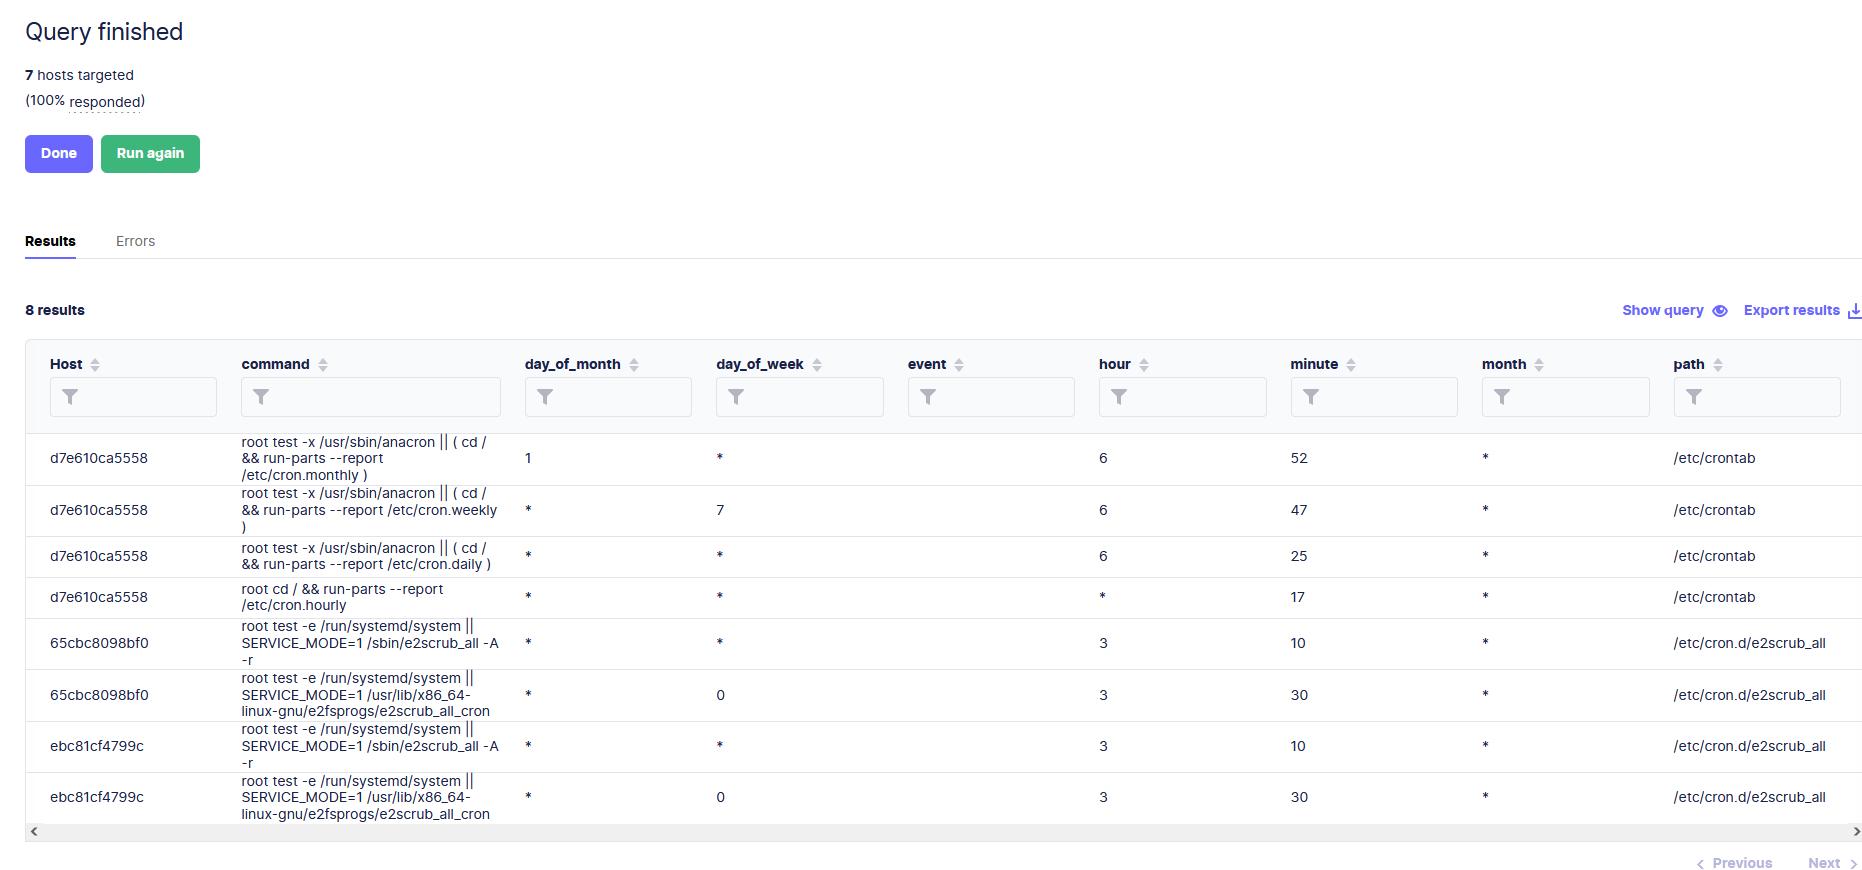 Query finished
7 hosts targeted
(100% responded)
Done Run again
Results Errors
8 results Show query Export results
Host command day_of_month day_of_week event hour minute month path
root test -x /usr/sbin/anacron || ( cd /
d7e610ca5558 && run-parts --report 1 * 6 52 * /etc/crontab
/etc/cron.monthly )
root test -x /usr/sbin/anacron || ( cd /
d7e610ca5558 && run-parts --report /etc/cron.weekly * 7 6 47 * /etc/crontab
)
root test -x /usr/sbin/anacron || ( cd /
d7e610ca5558 * * 6 25 * /etc/crontab
&& run-parts --report /etc/cron.daily )
root cd / && run-parts --report
d7e610ca5558 * * * 17 * /etc/crontab
/etc/cron.hourly
root test -e /run/systemd/system ||
65cbc8098bf0 SERVICE_MODE=1 /sbin/e2scrub_all -A * * 3 10 * /etc/cron.d/e2scrub_all
-r
root test -e /run/systemd/system ||
65cbc8098bf0 SERVICE_MODE=1 /usr/lib/x86_64- * 0 3 30 * /etc/cron.d/e2scrub_all
linux-gnu/e2fsprogs/e2scrub_all_cron
root test -e /run/systemd/system ||
ebc81cf4799c SERVICE_MODE=1 /sbin/e2scrub_all -A * * 3 10 * /etc/cron.d/e2scrub_all
-r
root test -e /run/systemd/system ||
ebc81cf4799c SERVICE_MODE=1 /usr/lib/x86_64- * 0 3 30 * /etc/cron.d/e2scrub_all
linux-gnu/e2fsprogs/e2scrub_all_cron
Previous Next